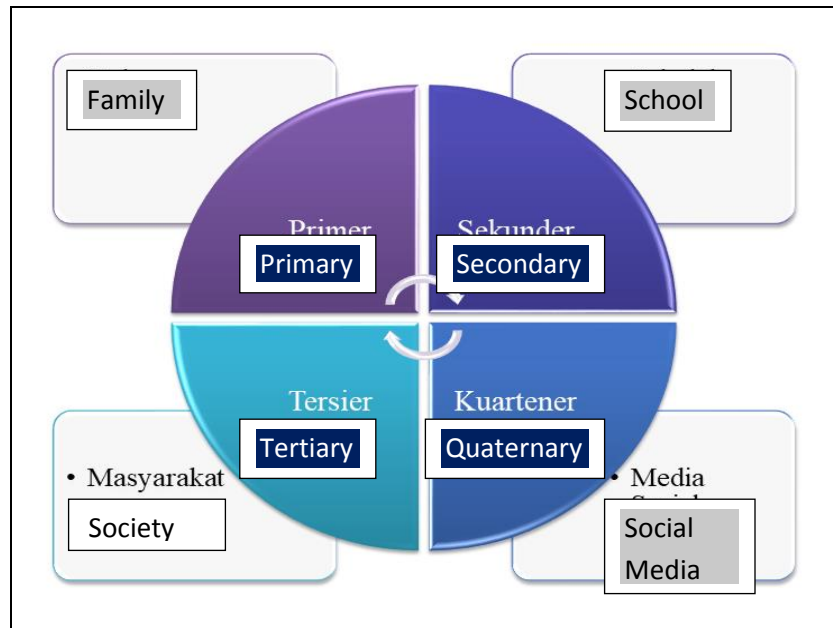 Family
School
Primer
Primary
Sekunder
Secondary
Tersier
Tertiary
Kuartener
Quaternary
• Masyarakat
Society
• Media
Social
Media